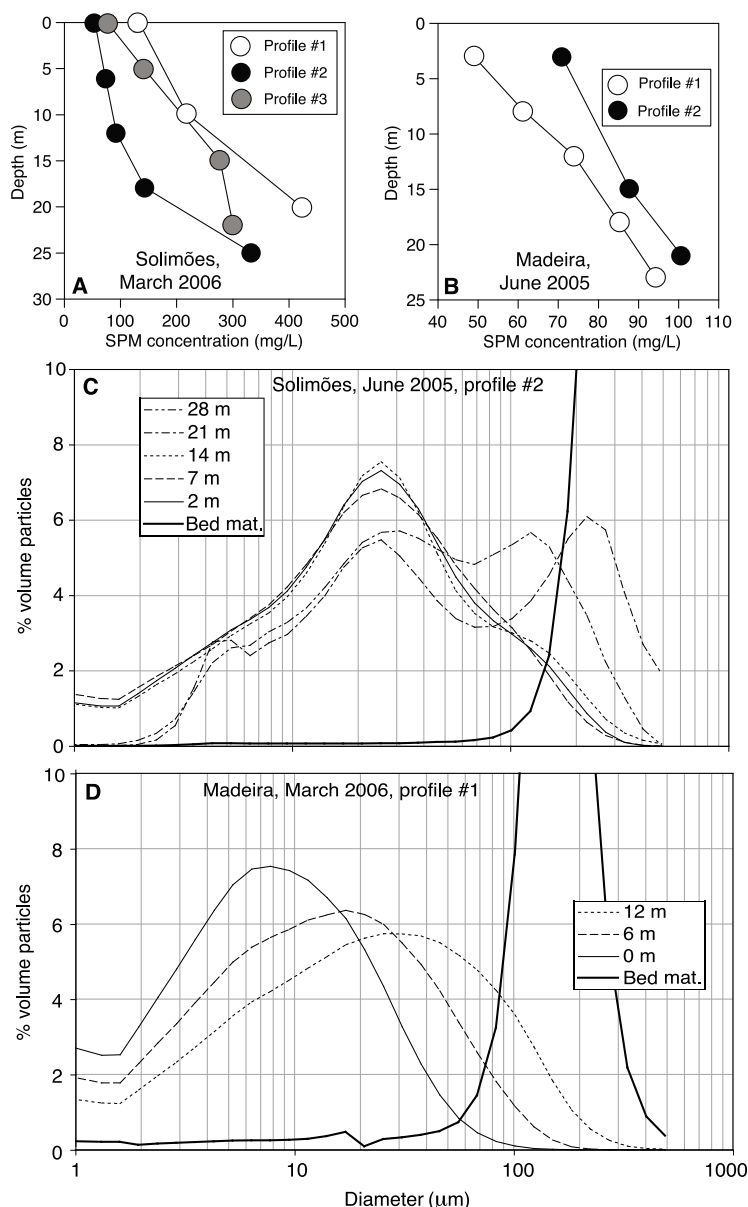 0
5
10
15
20
25
30
Depth (m)
Profile #1
Profile #2
Profile #3
A
Solimões,
March 2006
0 100 200 300 400 500
SPM concentration (mg/L)
0
5
10
15
20
25
Depth (m)
Profile #1
Profile #2
B
Madeira,
June 2005
40 50 60 70 80 90 100 110
SPM concentration (mg/L)
10
8
6
4
2
0
% volume particles
C
Solimões, June 2005, profile #2
28 m
21 m
14 m
7 m
2 m
Bed mat.
10
8
6
4
2
0
% volume particles
D
Madeira, March 2006, profile #1
12 m
6 m
0 m
Bed mat.
1 10 100 1000
Diameter (μm)